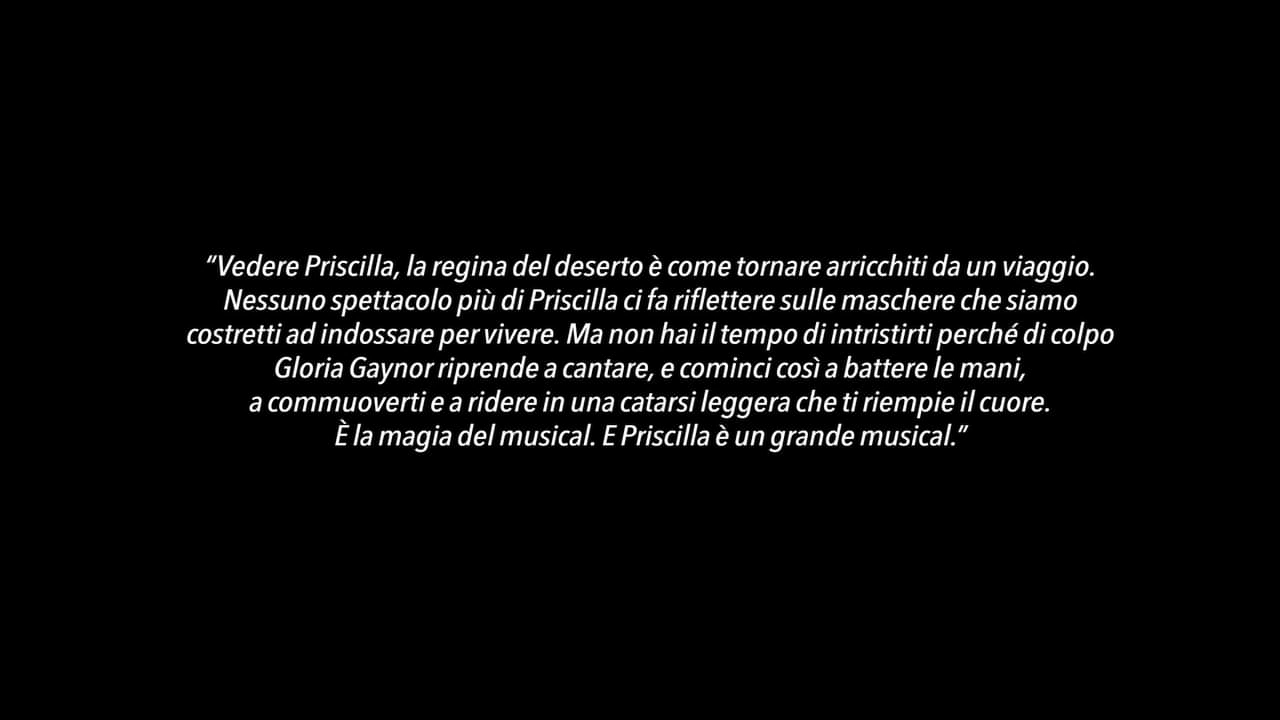 “Vedere Priscilla, la regina del deserto è come tornare arricchiti da un viaggio.
Nessuno spettacolo più di Priscilla ci fa riflettere sulle maschere che siamo
costretti ad indossare per vivere. Ma non hai il tempo di intristirti perché di colpo
Gloria Gaynor riprende a cantare, e cominci così a battere le mani,
a commuoverti e a ridere in una catarsi leggera che ti riempie il cuore.
È la magia del musical. E Priscilla è un grande musical.”